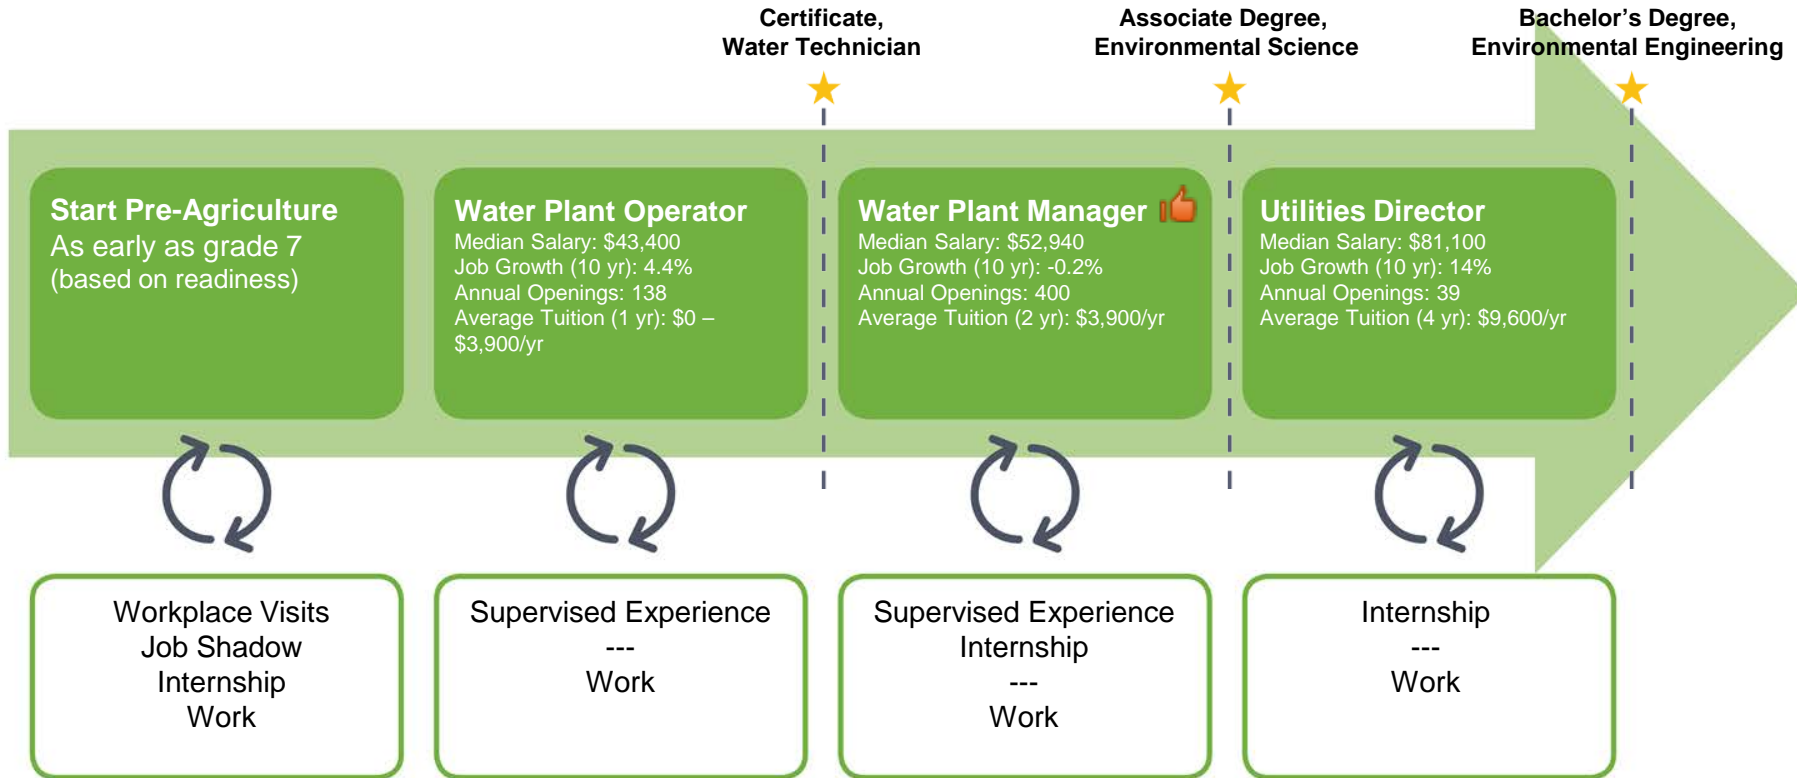 Certificate,
Water Technician
Associate Degree,
Environmental Science
Bachelor's Degree,
Environmental Engineering
Start Pre-Agriculture
As early as grade 7
(based on readiness)
Water Plant Operator
Median Salary: $43,400
Job Growth (10 yr): 4.4%
Annual Openings: 138
Average Tuition (1 yr): $0 –
$3,900/yr
Water Plant Manager
Median Salary: $52,940
Job Growth (10 yr): -0.2%
Annual Openings: 400
Average Tuition (2 yr): $3,900/yr
Utilities Director
Median Salary: $81,100
Job Growth (10 yr): 14%
Annual Openings: 39
Average Tuition (4 yr): $9,600/yr
Workplace Visits
Job Shadow
Internship
Work
Supervised Experience
---
Work
Supervised Experience
Internship
---
Work
Internship
---
Work